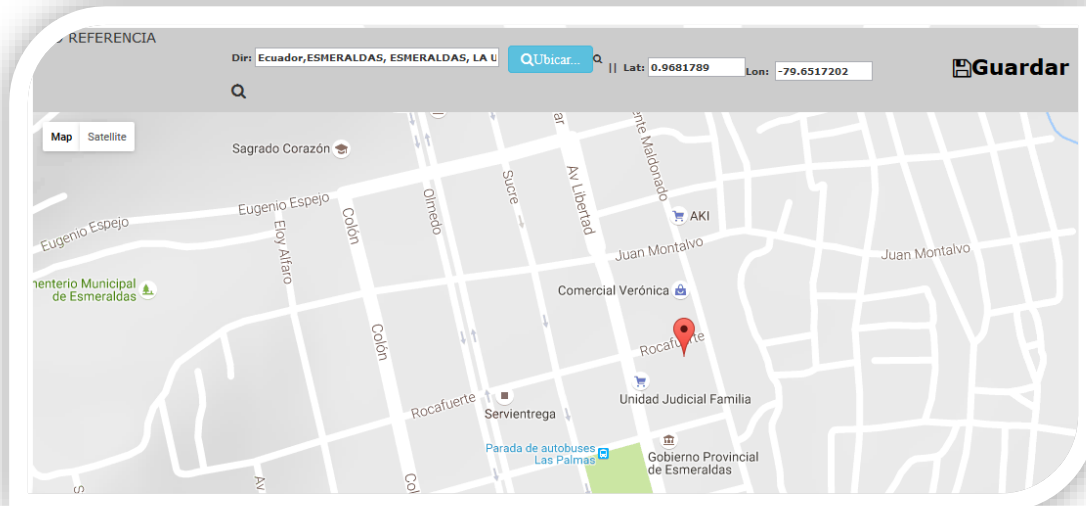 REFERENCIA
Dir: Ecuador,ESMERALDAS, ESMERALDAS, LA U
Ubicar...
|| Lat: 0.9681789
Lon: -79.6517202
Guardar
Map Satellite
Sagrado Corazón
Eugenio Espejo
Eugenio Espejo
Eloy Alfaro
Colón
Olmedo
Sucre
Av Libertad
Maldonado
AKI
Juan Montalvo
Juan Montalvo
Municipal
de Esmeraldas
Comercial Verónica
Colón
Rocafuerte
Rocafuerte
Unidad Judicial Familia
Servientrega
Parada de autobuses
Las Palmas
Gobierno Provincial
de Esmeraldas
Av
Col